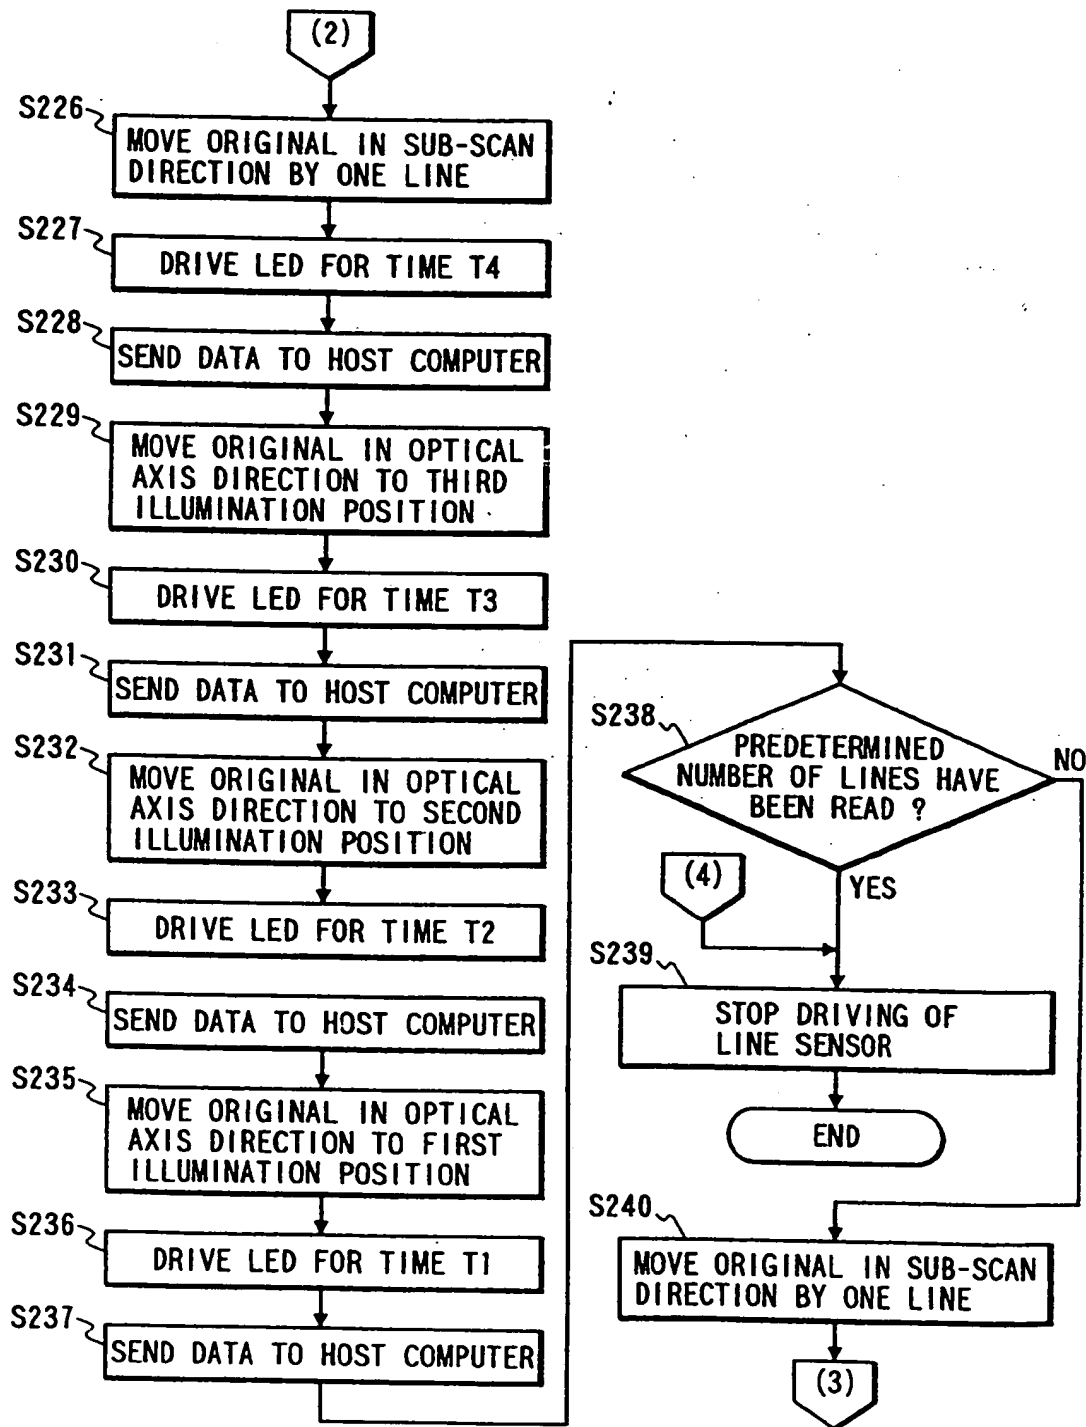 (2)
S226
MOVE ORIGINAL IN SUB-SCAN
DIRECTION BY ONE LINE
S227
DRIVE LED FOR TIME T4
S228
SEND DATA TO HOST COMPUTER
S229
MOVE ORIGINAL IN OPTICAL
AXIS DIRECTION TO THIRD
ILLUMINATION POSITION
S230
DRIVE LED FOR TIME T3
S231
SEND DATA TO HOST COMPUTER
S232
MOVE ORIGINAL IN OPTICAL
AXIS DIRECTION TO SECOND
ILLUMINATION POSITION
S233
DRIVE LED FOR TIME T2
S234
SEND DATA TO HOST COMPUTER
S235
MOVE ORIGINAL IN OPTICAL
AXIS DIRECTION TO FIRST
ILLUMINATION POSITION
S236
DRIVE LED FOR TIME T1
S237
SEND DATA TO HOST COMPUTER
S238
PREDETERMINED
NUMBER OF LINES HAVE
BEEN READ ?
NO
YES
(4)
S239
STOP DRIVING OF
LINE SENSOR
END
S240
MOVE ORIGINAL IN SUB-SCAN
DIRECTION BY ONE LINE
(3)